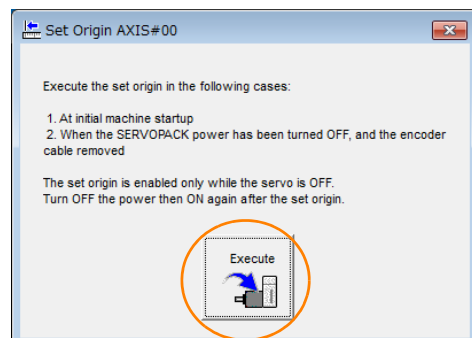 Set Origin AXIS#00
Execute the set origin in the following cases:
1. At initial machine startup
2. When the SERVOPACK power has been turned OFF, and the encoder
cable removed
The set origin is enabled only while the servo is OFF.
Turn OFF the power then ON again after the set origin.
Execute